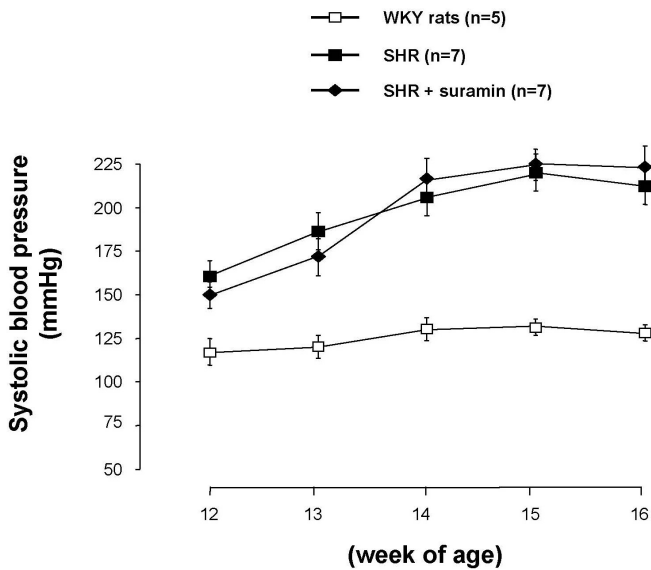 WKY rats (n=5)
SHR (n=7)
SHR + suramin (n=7)
Systolic blood pressure
(mmHg)
225
200
175
150
125
100
75
50
12 13 14 15 16
(week of age)